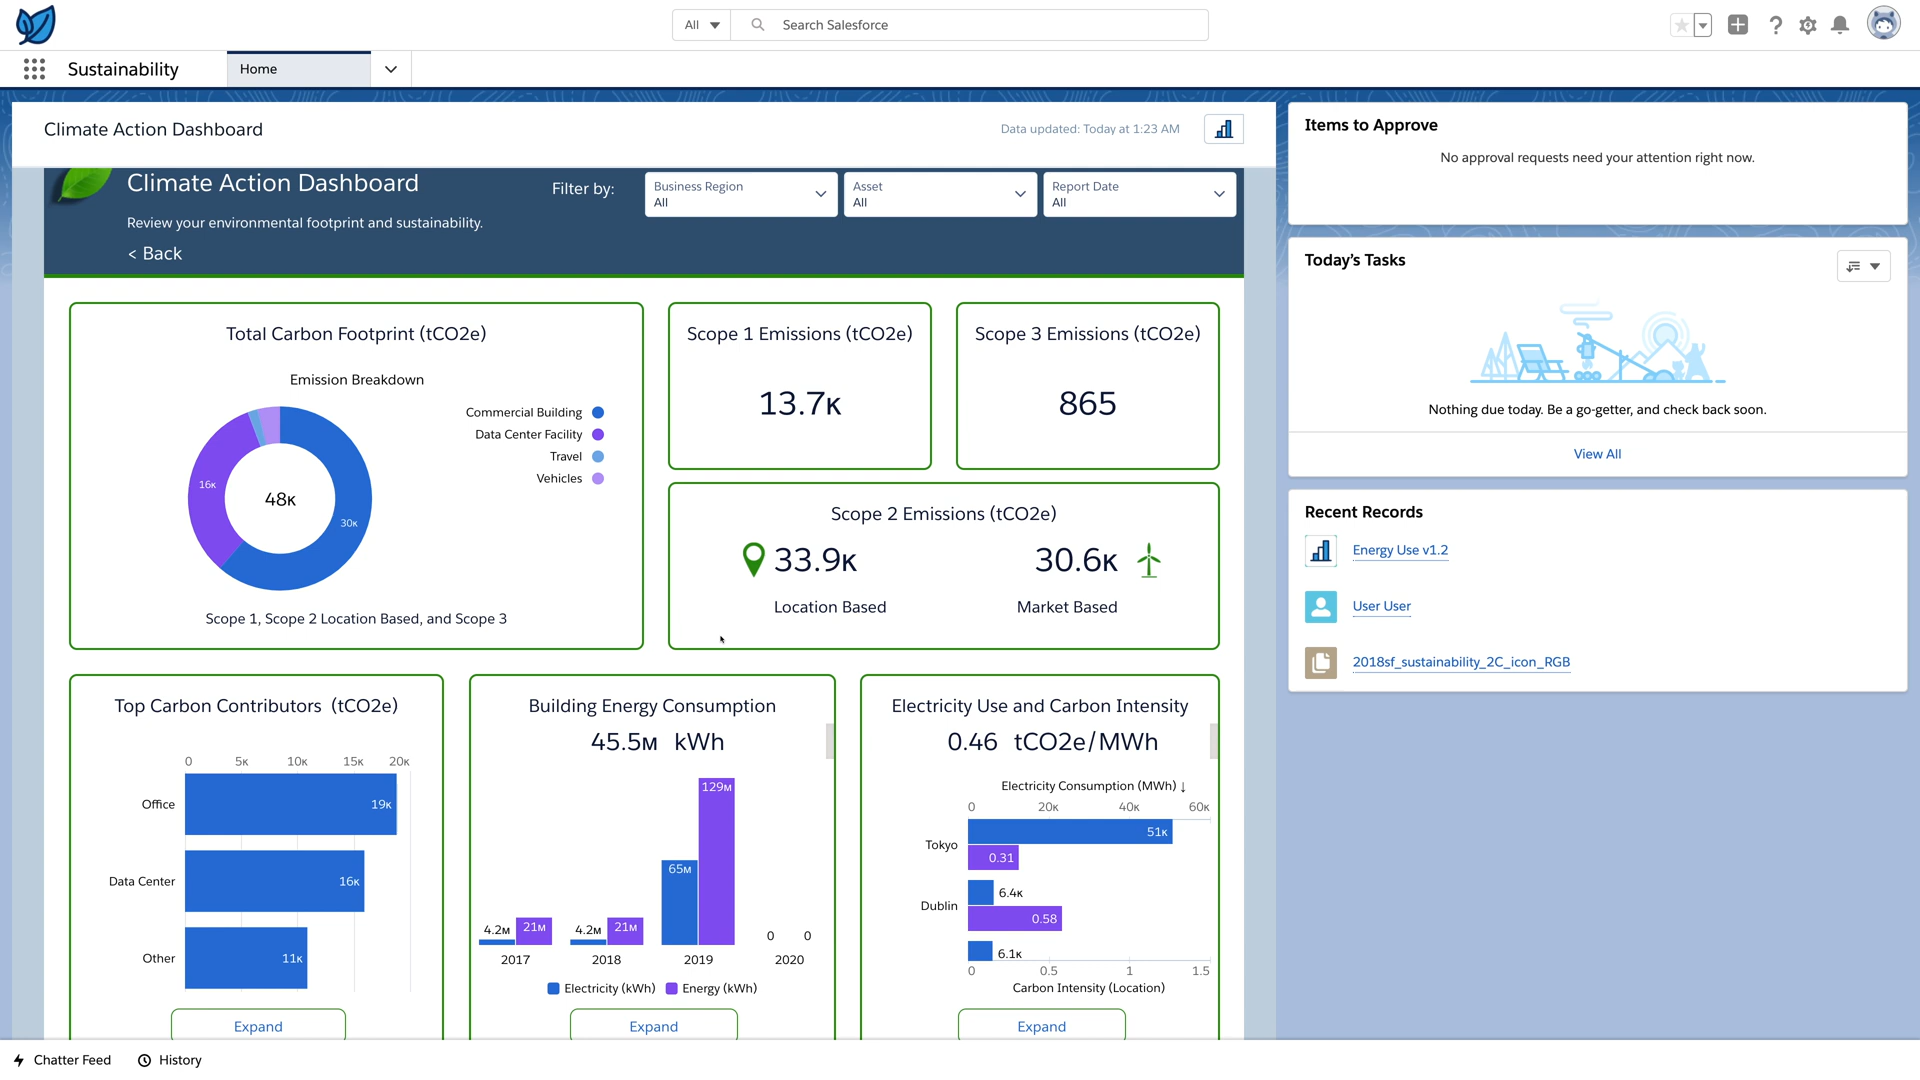 All
Search Salesforce
Sustainability
Home
Climate Action Dashboard
Data updated: Today at 1:23 AM
Climate Action Dashboard
Review your environmental footprint and sustainability.
< Back
Filter by:
Business Region
All
Asset
All
Report Date
All
Total Carbon Footprint (tCO2e)
Emission Breakdown
Commercial Building
Data Center Facility
Travel
Vehicles
16K
48K
30K
Scope 1, Scope 2 Location Based, and Scope 3
Scope 1 Emissions (tCO2e)
13.7K
Scope 3 Emissions (tCO2e)
865
Scope 2 Emissions (tCO2e)
33.9K
Location Based
30.6K
Market Based
Top Carbon Contributors (tCO2e)
0 5K 10K 15K 20K
Office 19K
Data Center 16K
Other 11K
Expand
Building Energy Consumption
45.5M kWh
4.2M 21M 4.2M 21M 65M 129M 0 0
2017 2018 2019 2020
Electricity (kWh) Energy (kWh)
Expand
Electricity Use and Carbon Intensity
0.46 tCO2e/MWh
Electricity Consumption (MWh) ↓
0 20K 40K 60K
Tokyo
51K
0.31
Dublin
6.4K
0.58
6.1K
0 0.5 1 1.5
Carbon Intensity (Location)
Expand
Items to Approve
No approval requests need your attention right now.
Today’s Tasks
Nothing due today. Be a go-getter, and check back soon.
View All
Recent Records
Energy Use v1.2
User User
2018sf_sustainability_2C_icon_RGB
Chatter Feed
History